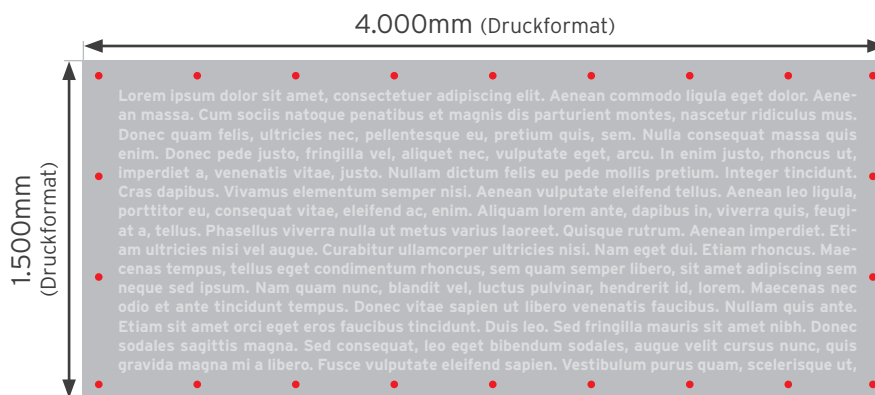 4.000mm (Druckformat)
1.500mm
(Druckformat)
Lorem ipsum dolor sit amet, consectetuer adipiscing elit. Aenean commodo ligula eget dolor. Aene-
an massa. Cum sociis natoque penatibus et magnis dis parturient montes, nascetur ridiculus mus.
Donec quam felis, ultricies nec, pellentesque eu, pretium quis, sem. Nulla consequat massa quis
enim. Donec pede justo, fringilla vel, aliquet nec, vulputate eget, arcu. In enim justo, rhoncus ut,
imperdiet a, venenatis vitae, justo. Nullam dictum felis eu pede mollis pretium. Integer tincidunt.
Cras dapibus. Vivamus elementum semper nisi. Aenean vulputate eleifend tellus. Aenean leo ligula,
porttitor eu, consequat vitae, eleifend ac, enim. Aliquam lorem ante, dapibus in, viverra quis, feugi-
at a, tellus. Phasellus viverra nulla ut metus varius laoreet. Quisque rutrum. Aenean imperdiet. Eti-
am ultricies nisi vel augue. Curabitur ullamcorper ultricies nisi. Nam eget dui. Etiam rhoncus. Mae-
cenas tempus, tellus eget condimentum rhoncus, sem quam semper libero, sit amet adipiscing sem
neque sed ipsum. Nam quam nunc, blandit vel, luctus pulvinar, hendrerit id, lorem. Maecenas nec
odio et ante tincidunt tempus. Donec vitae sapien ut libero venenatis faucibus. Nullam quis ante.
Etiam sit amet orci eget eros faucibus tincidunt. Duis leo. Sed fringilla mauris sit amet nibh. Donec
sodales sagittis magna. Sed consequat, leo eget bibendum sodales, augue velit cursus nunc, quis
gravida magna mi a libero. Fusce vulputate eleifend sapien. Vestibulum purus quam, scelerisque ut,